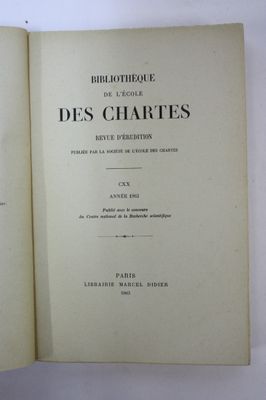 BIBLIOTHÈQUE
DE L'ÉCOLE
DES CHARTES
REVUE D'ÉRUDITION
PUBLIÉE PAR LA SOCIÉTÉ DE L'ÉCOLE DES CHARTES
CXX
ANNÉE 1962
Publié avec le concours
du Centre national de la Recherche scientifique
PARIS
LIBRAIRIE MARCEL DIDIER
1963